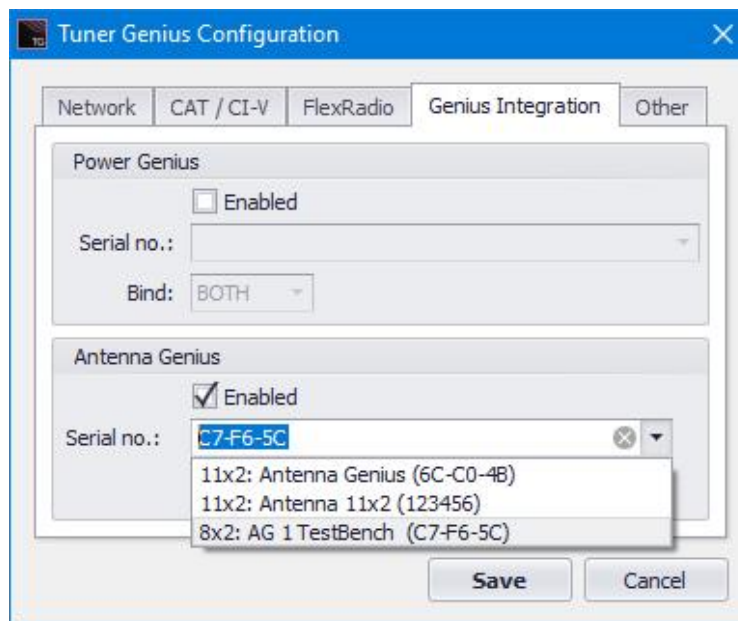 Tuner Genius Configuration
Network CAT / CI-V FlexRadio Genius Integration Other
Power Genius
Enabled
Serial no.:
Bind: BOTH
Antenna Genius
Enabled
Serial no.: C7-F6-5C
11x2: Antenna Genius (6C-C0-4B)
11x2: Antenna 11x2 (123456)
8x2: AG 1 TestBench (C7-F6-5C)
Save Cancel